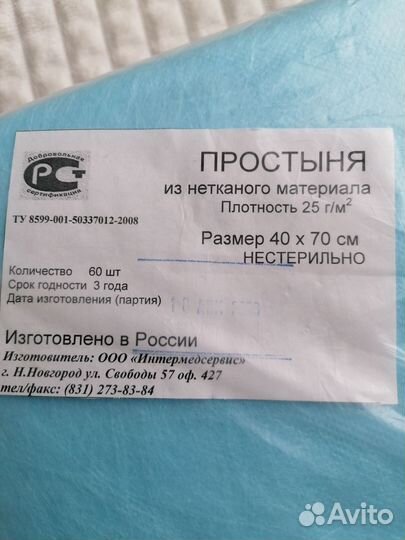 Добровольная
РСТ
сертификация
ПРОСТЫНЯ
из нетканого материала
Плотность 25 г/м²
ТУ 8599-001-50337012-2008
Размер 40 х 70 см
НЕСТЕРИЛЬНО
Количество 60 шт
Срок годности 3 года
Дата изготовления (партия)
Изготовлено в России
Изготовитель: ООО «Интермедсервис»
г. Н.Новгород ул. Свободы 57 оф. 427
тел/факс: (831) 273-83-84
Avito